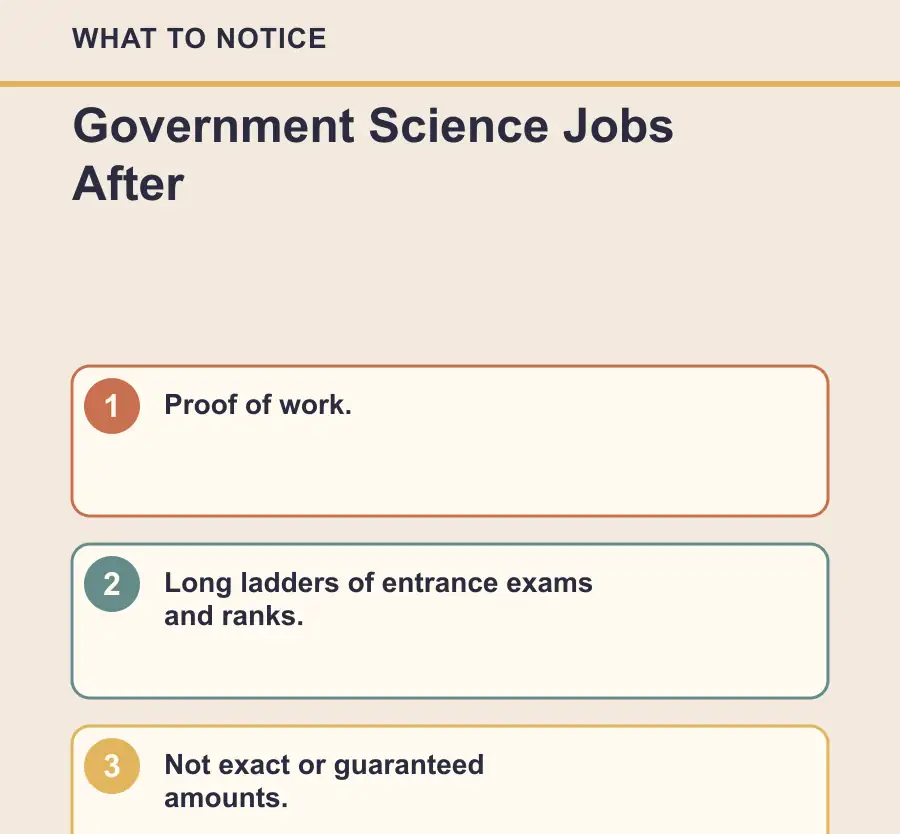 WHAT TO NOTICE
Government Science Jobs
After
1
Proof of work.
2
Long ladders of entrance exams
and ranks.
3
Not exact or guaranteed
amounts.